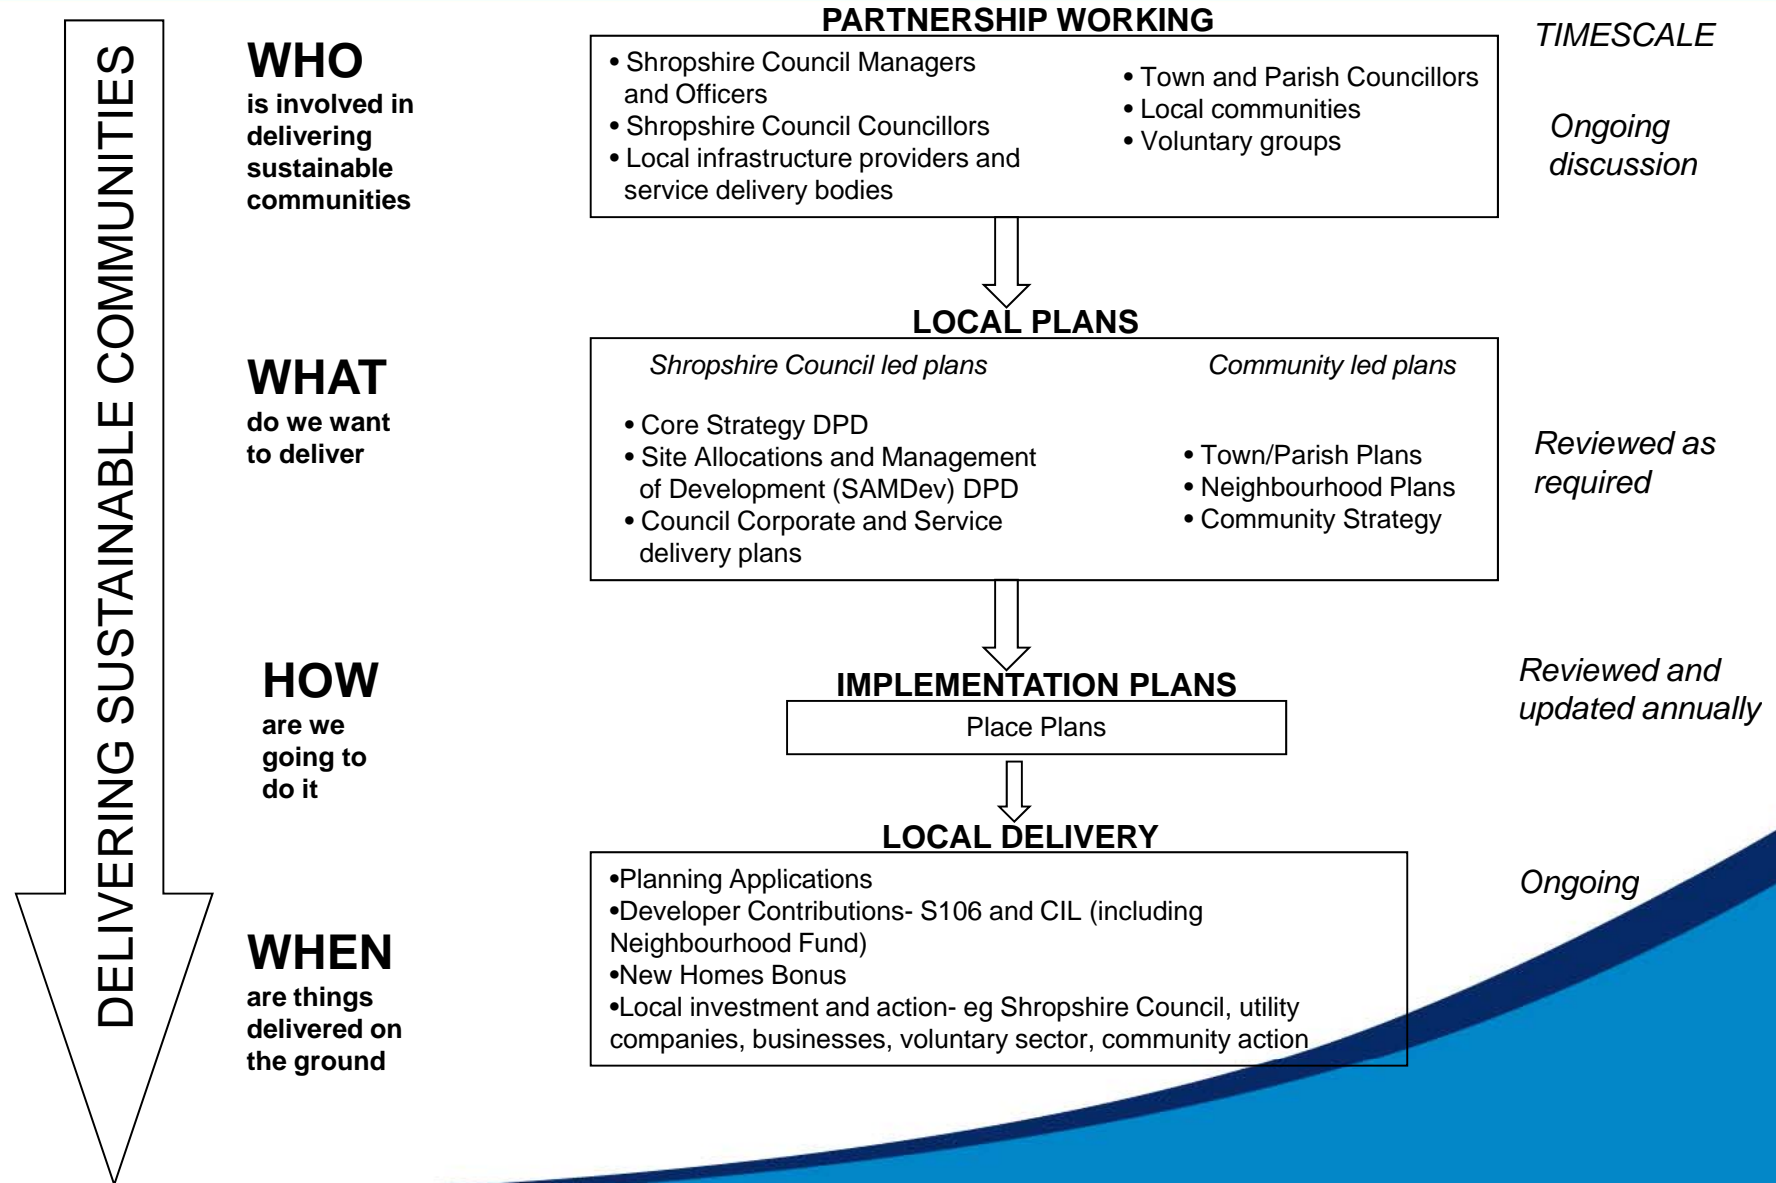 DELIVERING SUSTAINABLE COMMUNITIES
WHO
is involved in
delivering
sustainable
communities
PARTNERSHIP WORKING
• Shropshire Council Managers
and Officers
• Shropshire Council Councillors
• Local infrastructure providers and
service delivery bodies
• Town and Parish Councillors
• Local communities
• Voluntary groups
TIMESCALE
Ongoing
discussion
WHAT
do we want
to deliver
LOCAL PLANS
Shropshire Council led plans
• Core Strategy DPD
• Site Allocations and Management
of Development (SAMDev) DPD
• Council Corporate and Service
delivery plans
Community led plans
• Town/Parish Plans
• Neighbourhood Plans
• Community Strategy
Reviewed as
required
HOW
are we
going to
do it
IMPLEMENTATION PLANS
Place Plans
Reviewed and
updated annually
WHEN
are things
delivered on
the ground
LOCAL DELIVERY
•Planning Applications
•Developer Contributions- S106 and CIL (including
Neighbourhood Fund)
•New Homes Bonus
•Local investment and action- eg Shropshire Council, utility
companies, businesses, voluntary sector, community action
Ongoing